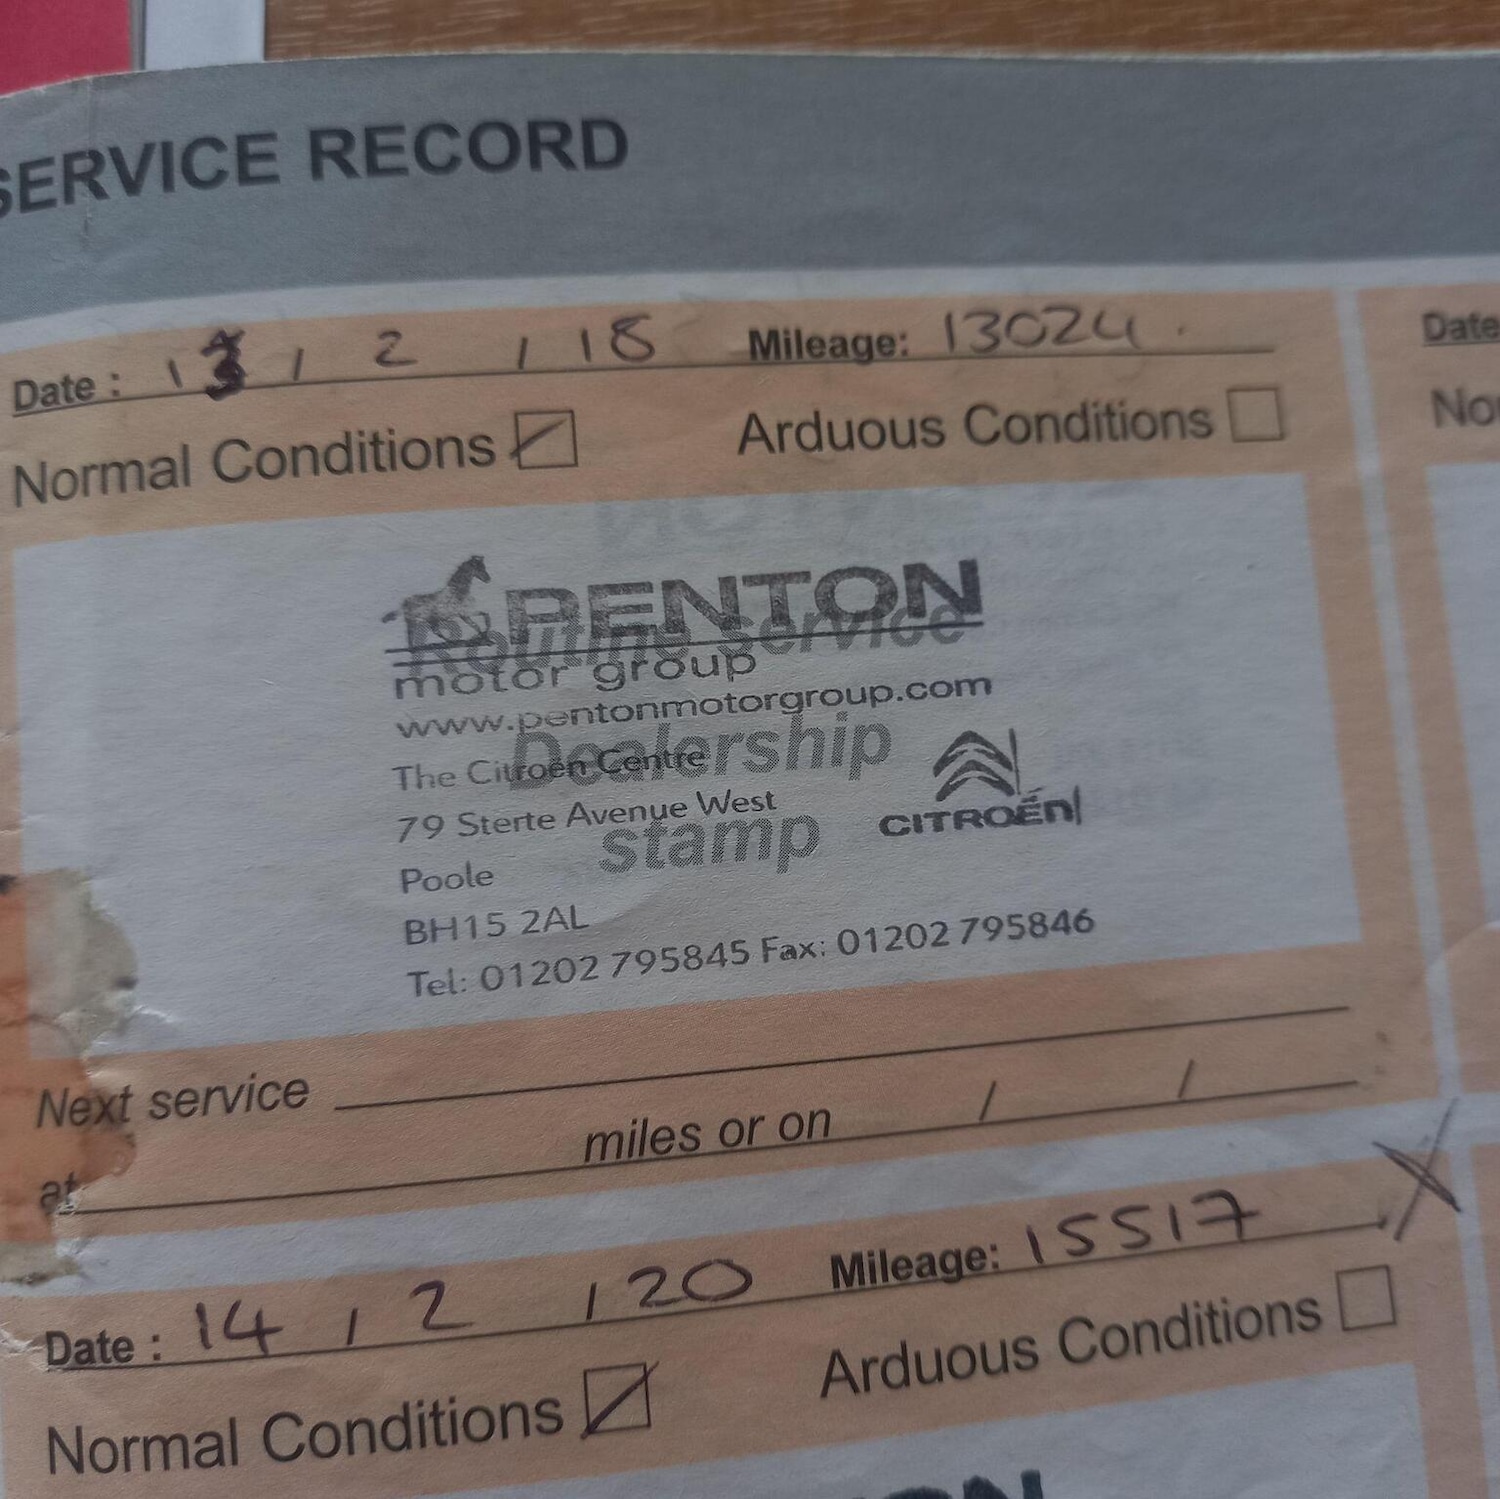 SERVICE RECORD
Date : 13 / 2 / 18 Mileage: 13024
Date
Normal Conditions Arduous Conditions
PENTON
Routine service
motor group
www.pentonmotorgroup.com
Dealership
The Citroën Centre
79 Sterte Avenue West
CITROËN
stamp
Poole
BH15 2AL
Tel: 01202 795845 Fax: 01202 795846
Next service
at miles or on / /
Date : 14 / 2 / 20 Mileage: 15517
Normal Conditions Arduous Conditions